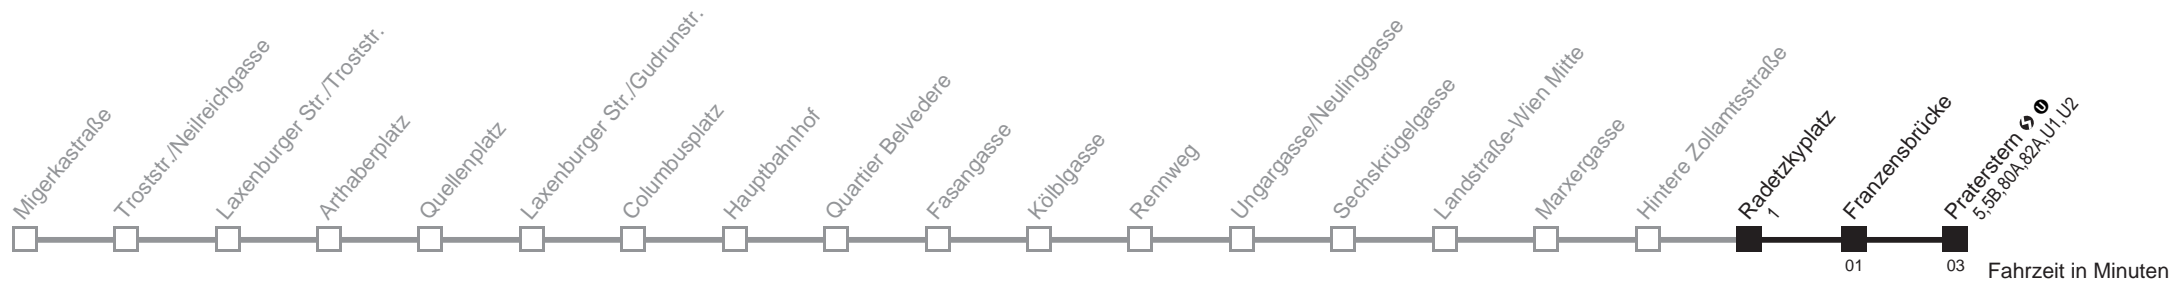 Migerkastraße
Troststr./Neilreichgasse
Laxenburger Str./Troststr.
Arthaberplatz
Quellenplatz
Laxenburger Str./Gudrunstr.
Columbusplatz
Hauptbahnhof
Quartier Belvedere
Fasangasse
Kölblgasse
Rennweg
Ungargasse/Neulinggasse
Sechskrügelgasse
Landstraße-Wien Mitte
Marxergasse
Hintere Zollamtsstraße
Radetzkyplatz
1
Franzensbrücke
Praterstern S U
5,5B,80A,82A,U1,U2
01
03
Fahrzeit in Minuten